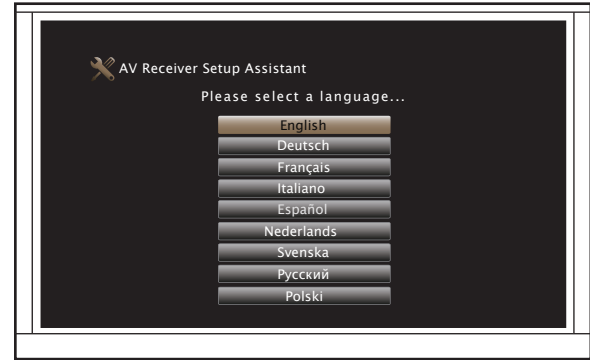 AV Receiver Setup Assistant
Please select a language...
English
Deutsch
Français
Italiano
Español
Nederlands
Svenska
Русский
Polski